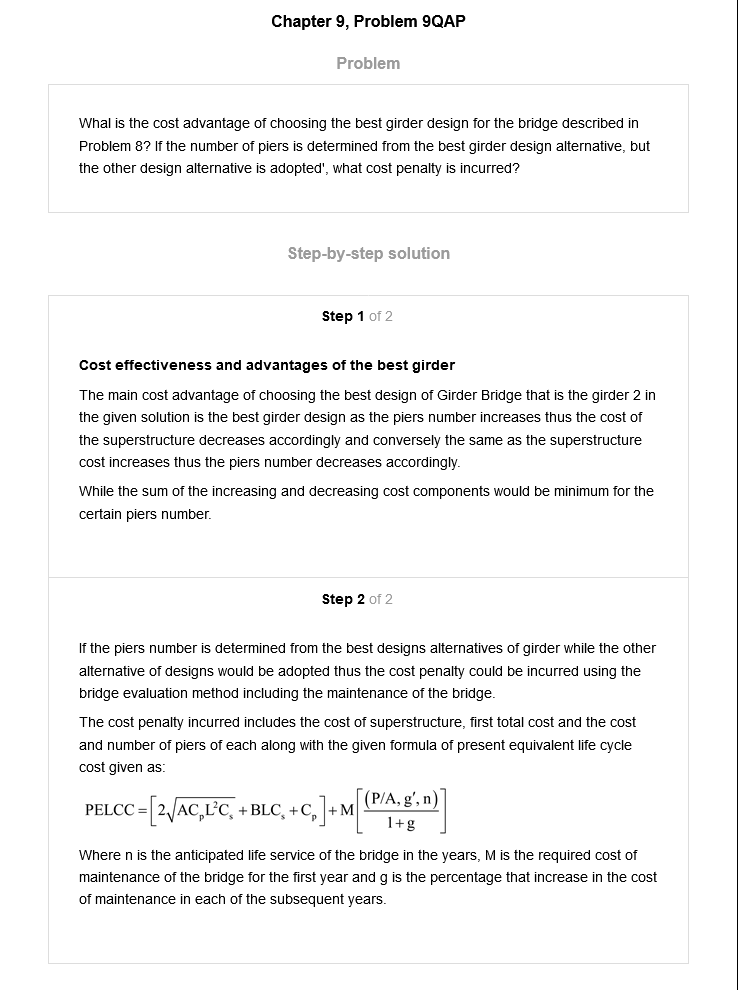 Chapter 9, Problem 9QAP
Problem
Whal is the cost advantage of choosing the best girder design for the bridge described in
Problem 8? If the number of piers is determined from the best girder design alternative, but
the other design alternative is adopted', what cost penalty is incurred?
Step-by-step solution
Step 1 of 2
Cost effectiveness and advantages of the best girder
The main cost advantage of choosing the best design of Girder Bridge that is the girder 2 in
the given solution is the best girder design as the piers number increases thus the cost of
the superstructure decreases accordingly and conversely the same as the superstructure
cost increases thus the piers number decreases accordingly.
While the sum of the increasing and decreasing cost components would be minimum for the
certain piers number.
Step 2 of 2
If the piers number is determined from the best designs alternatives of girder while the other
alternative of designs would be adopted thus the cost penalty could be incurred using the
bridge evaluation method including the maintenance of the bridge.
The cost penalty incurred includes the cost of superstructure, first total cost and the cost
and number of piers of each along with the given formula of present equivalent life cycle
cost given as:
PELCC = [2√(AC_pL²C_s) + BLC_s + C_p] + M[(P/A, g′, n) / 1+g]
Where n is the anticipated life service of the bridge in the years, M is the required cost of
maintenance of the bridge for the first year and g is the percentage that increase in the cost
of maintenance in each of the subsequent years.